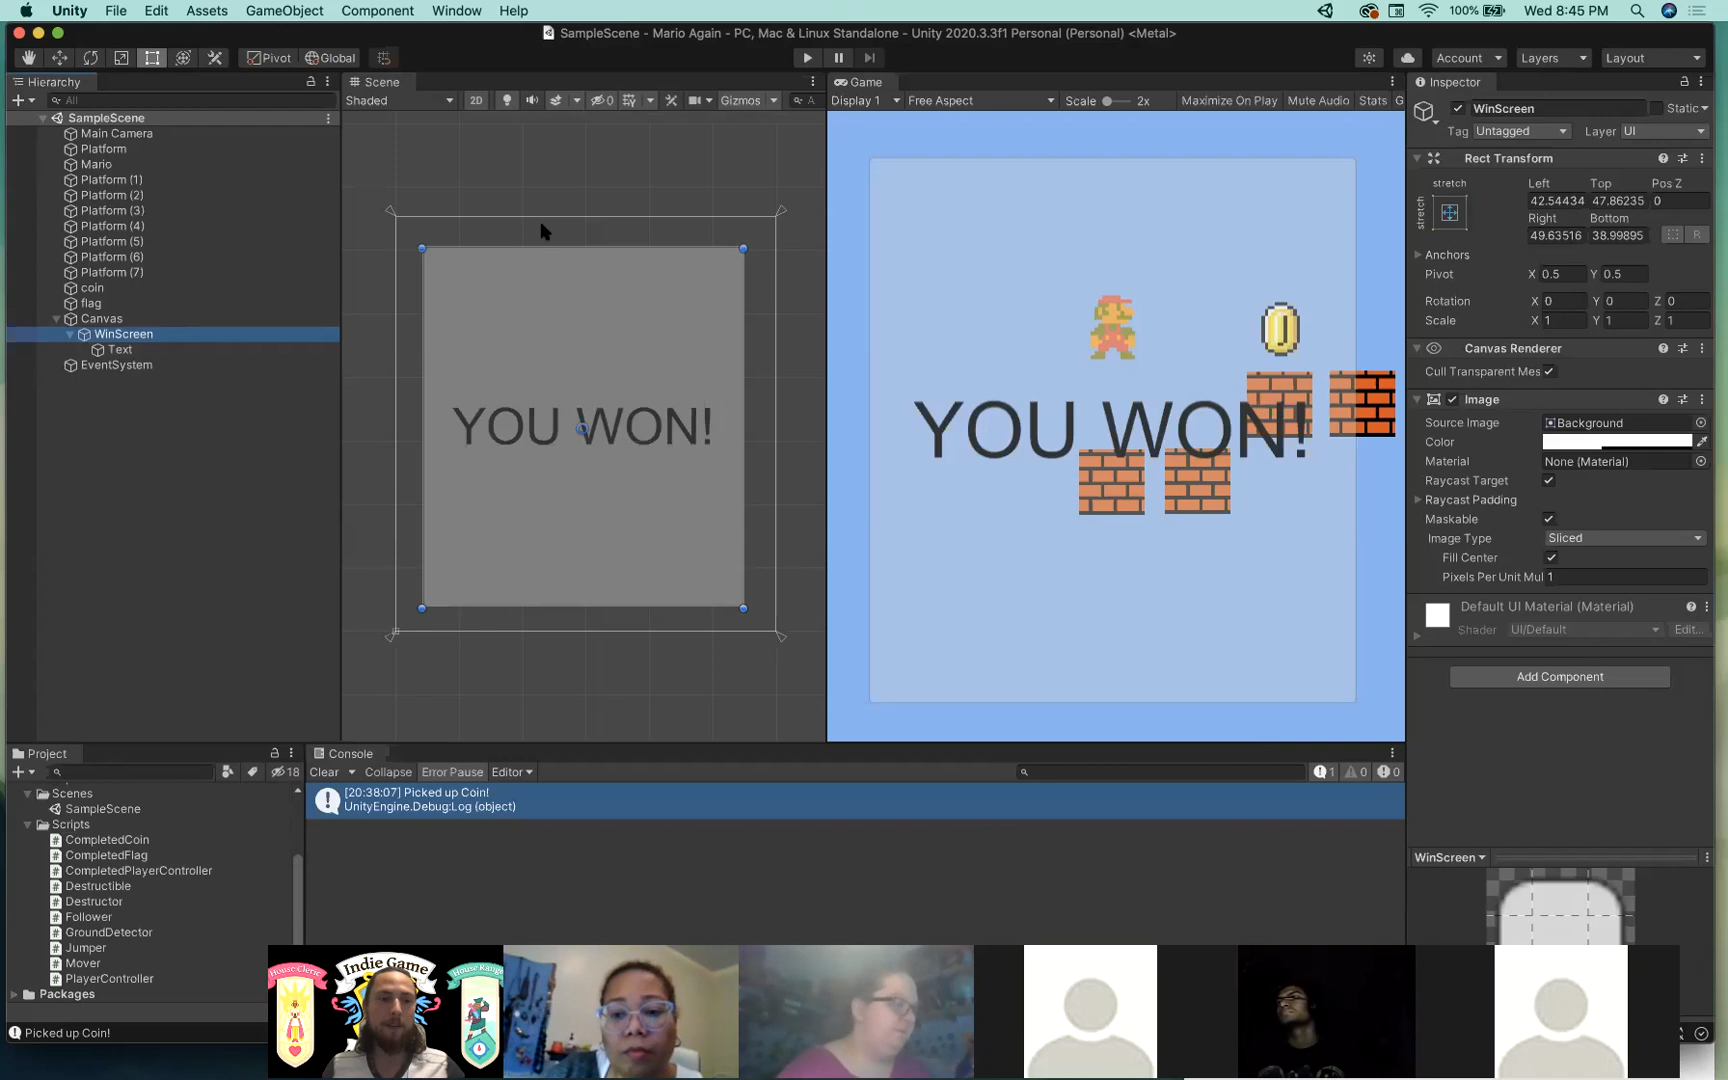 Unity File Edit Assets GameObject Component Window Help 100% Wed 8:45 PM
SampleScene - Mario Again - PC, Mac & Linux Standalone - Unity 2020.3.3f1 Personal (Personal) <Metal>
Pivot Global Account Layers Layout
Hierarchy
All
SampleScene
Main Camera
Platform
Mario
Platform (1)
Platform (2)
Platform (3)
Platform (4)
Platform (5)
Platform (6)
Platform (7)
coin
flag
Canvas
WinScreen
Text
EventSystem
Scene
Shaded 2D 0 Gizmos A
YOU WON!
Game
Display 1 Free Aspect Scale 2x Maximize On Play Mute Audio Stats G
YOU WON!
Inspector
WinScreen Static
Tag Untagged Layer UI
Rect Transform
stretch Left Top Pos Z
stretch 42.54434 47.86235 0
Right Bottom
49.63516 38.99895 R
Anchors
Pivot X 0.5 Y 0.5
Rotation X 0 Y 0 Z 0
Scale X 1 Y 1 Z 1
Canvas Renderer
Cull Transparent Mes
Image
Source Image Background
Color
Material None (Material)
Raycast Target
Raycast Padding
Maskable
Image Type Sliced
Fill Center
Pixels Per Unit Mul 1
Default UI Material (Material)
Shader UI/Default Edit...
Add Component
WinScreen
Project
18
Scenes
SampleScene
Scripts
CompletedCoin
CompletedFlag
CompletedPlayerController
Destructible
Destructor
Follower
GroundDetector
Jumper
Mover
PlayerController
Packages
Console
Clear Collapse Error Pause Editor 1 0 0
[20:38:07] Picked up Coin!
UnityEngine.Debug:Log (object)
Picked up Coin!
House Cleric
Indie Game
House Range